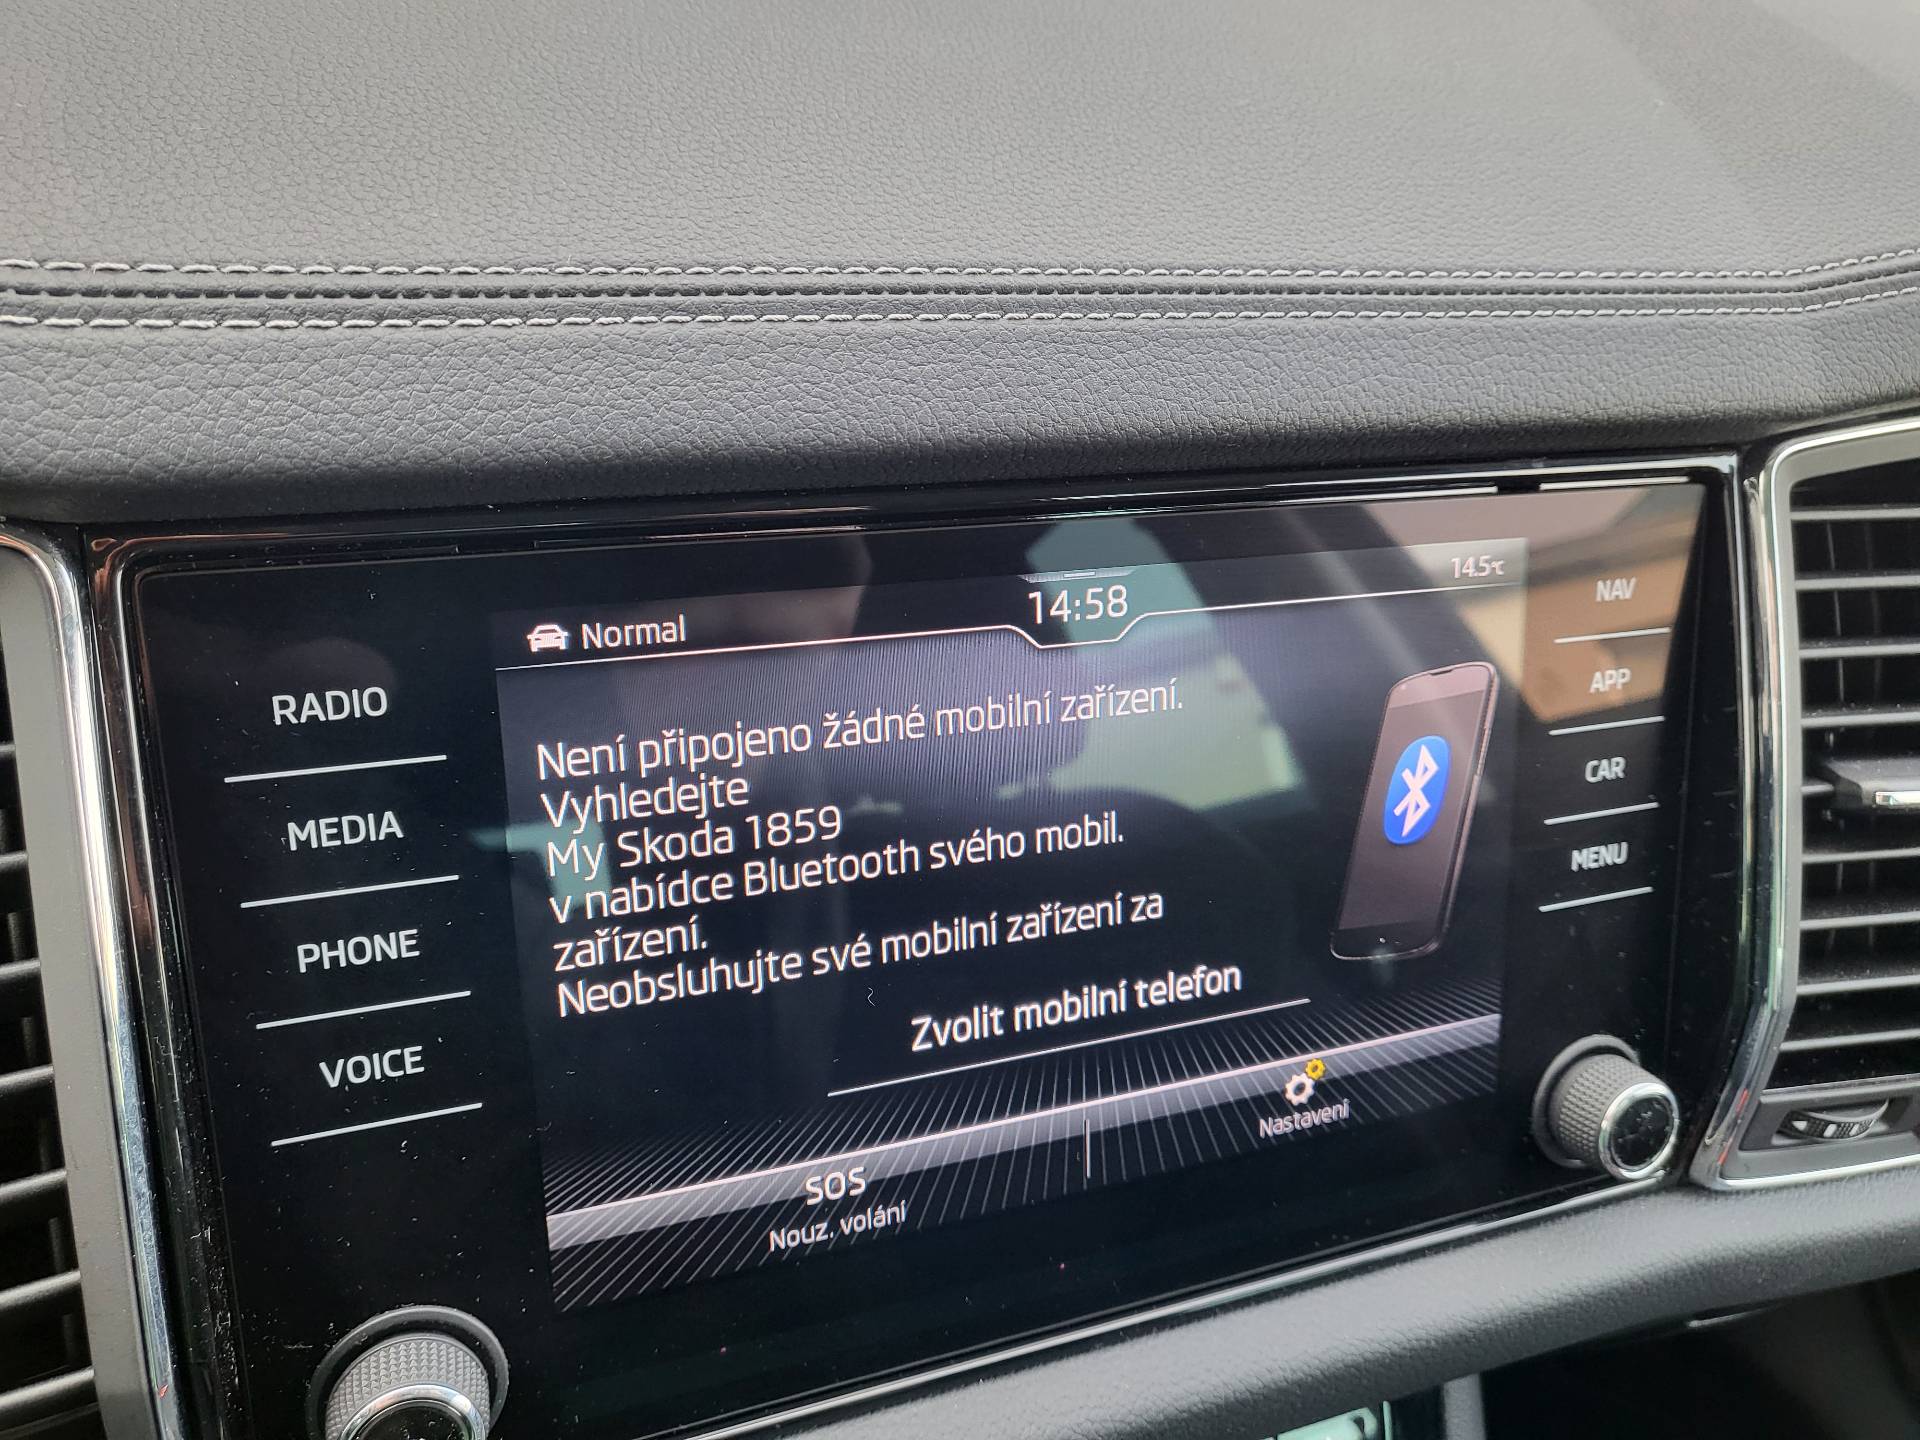 Normal
14:58
14.5°C
RADIO
MEDIA
PHONE
VOICE
Není připojeno žádné mobilní zařízení.
Vyhledejte
My Skoda 1859
v nabídce Bluetooth svého mobil.
zařízení.
Neobsluhujte své mobilní zařízení za
Zvolit mobilní telefon
SOS
Nouz. volání
Nastavení
NAV
APP
CAR
MENU